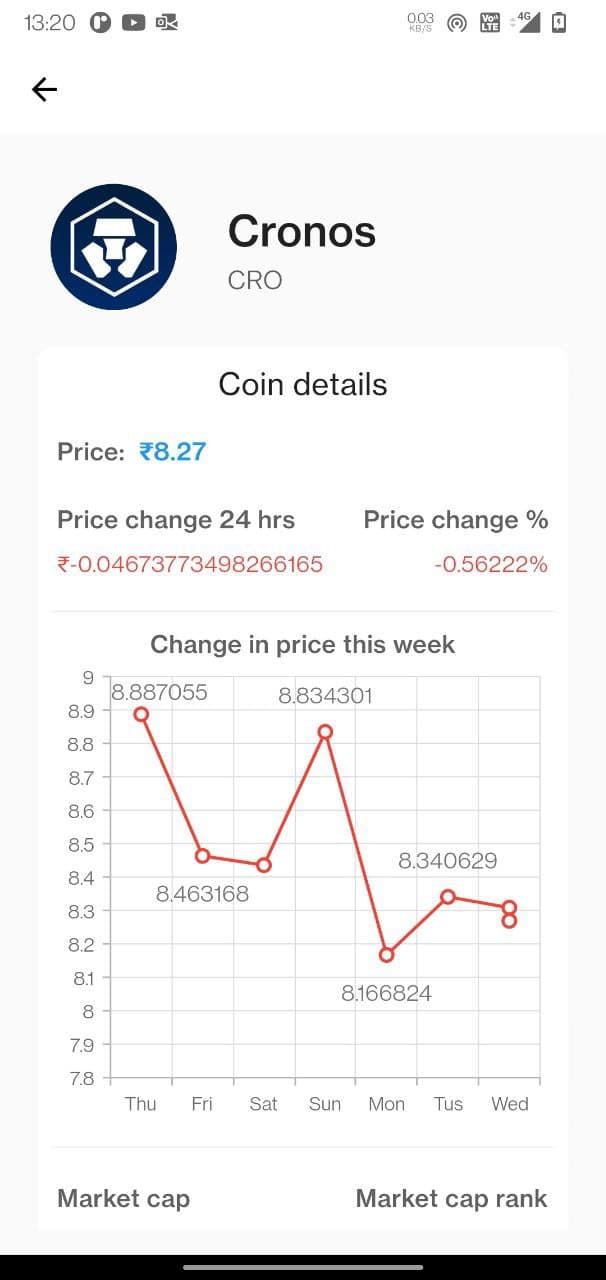 13:20
0.03
KB/S
Vo
LTE
4G
Cronos
CRO
Coin details
Price: ₹8.27
Price change 24 hrs Price change %
₹-0.04673773498266165 -0.56222%
Change in price this week
9
8.887055 8.834301
8.9
8.8
8.7
8.6
8.5
8.340629
8.4
8.463168
8.3
8.2
8.1
8.166824
8
7.9
7.8
Thu Fri Sat Sun Mon Tus Wed
Market cap Market cap rank